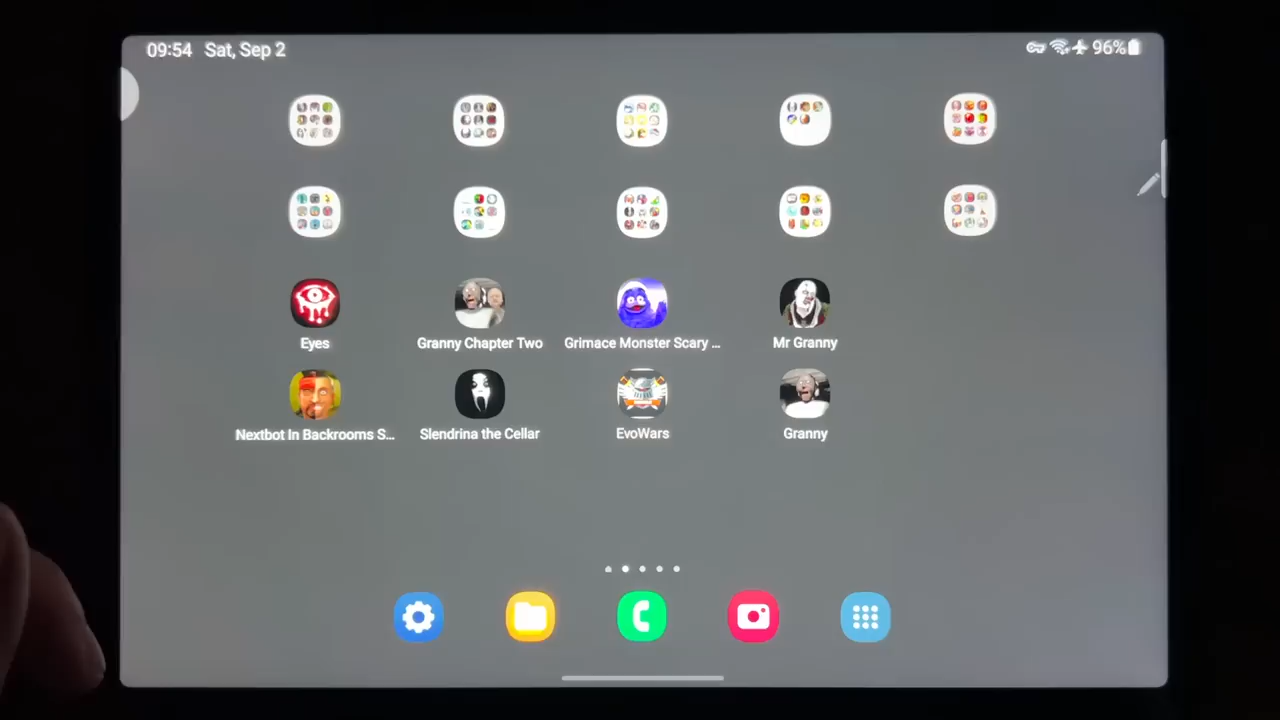 09:54 Sat, Sep 2
96%
Eyes
Granny Chapter Two
Grimace Monster Scary ...
Mr Granny
Nextbot In Backrooms S...
Slendrina the Cellar
EvoWars
Granny